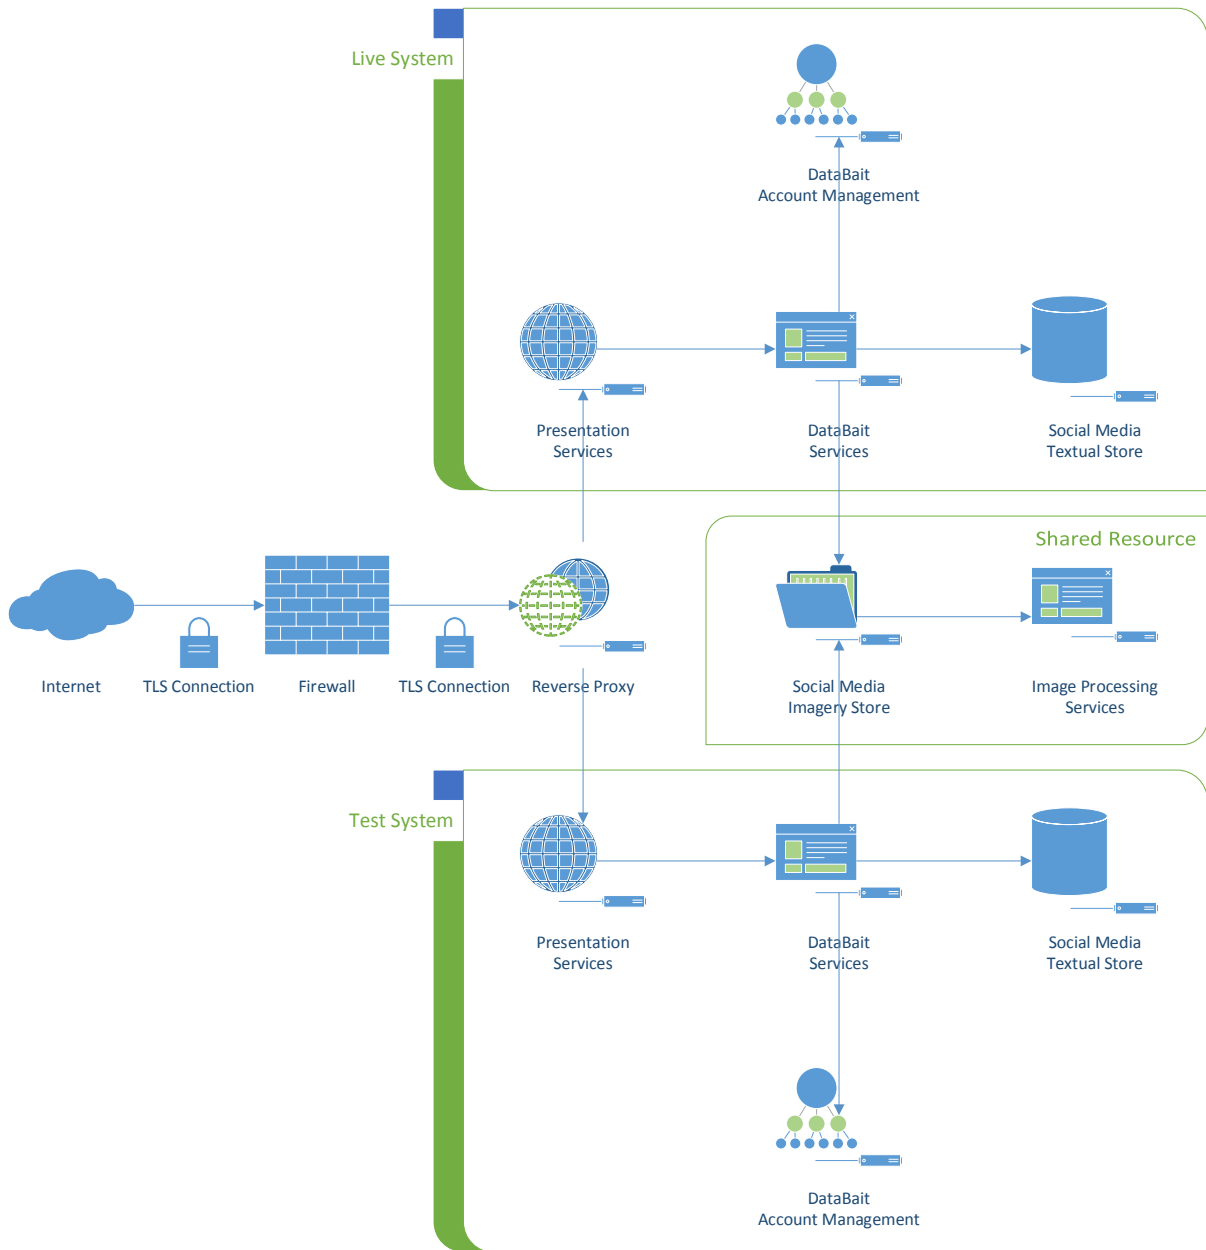 Live System
DataBait
Account Management
Presentation
Services
DataBait
Services
Social Media
Textual Store
Shared Resource
Internet
TLS Connection
Firewall
TLS Connection
Reverse Proxy
Social Media
Imagery Store
Image Processing
Services
Test System
Presentation
Services
DataBait
Services
Social Media
Textual Store
DataBait
Account Management